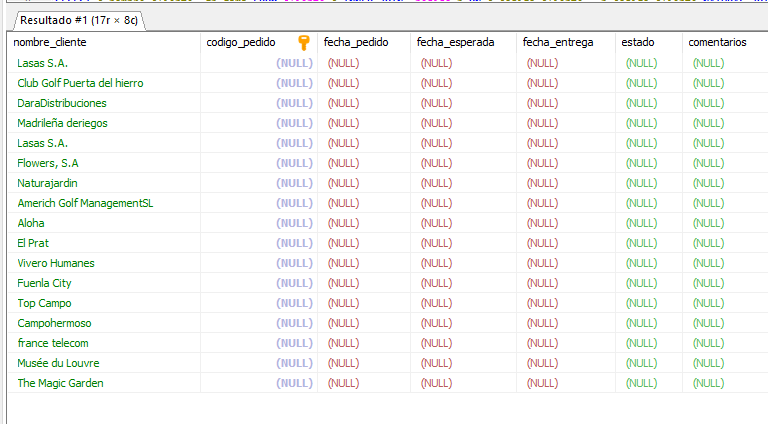 Resultado #1 (17r × 8c)
nombre_cliente codigo_pedido fecha_pedido fecha_esperada fecha_entrega estado comentarios
Lasas S.A. (NULL) (NULL) (NULL) (NULL) (NULL) (NULL)
Club Golf Puerta del hierro (NULL) (NULL) (NULL) (NULL) (NULL) (NULL)
DaraDistribuciones (NULL) (NULL) (NULL) (NULL) (NULL) (NULL)
Madrileña deriegos (NULL) (NULL) (NULL) (NULL) (NULL) (NULL)
Lasas S.A. (NULL) (NULL) (NULL) (NULL) (NULL) (NULL)
Flowers, S.A (NULL) (NULL) (NULL) (NULL) (NULL) (NULL)
Naturajardin (NULL) (NULL) (NULL) (NULL) (NULL) (NULL)
Americh Golf ManagementSL (NULL) (NULL) (NULL) (NULL) (NULL) (NULL)
Aloha (NULL) (NULL) (NULL) (NULL) (NULL) (NULL)
El Prat (NULL) (NULL) (NULL) (NULL) (NULL) (NULL)
Vivero Humanes (NULL) (NULL) (NULL) (NULL) (NULL) (NULL)
Fuenla City (NULL) (NULL) (NULL) (NULL) (NULL) (NULL)
Top Campo (NULL) (NULL) (NULL) (NULL) (NULL) (NULL)
Campohermoso (NULL) (NULL) (NULL) (NULL) (NULL) (NULL)
france telecom (NULL) (NULL) (NULL) (NULL) (NULL) (NULL)
Musée du Louvre (NULL) (NULL) (NULL) (NULL) (NULL) (NULL)
The Magic Garden (NULL) (NULL) (NULL) (NULL) (NULL) (NULL)